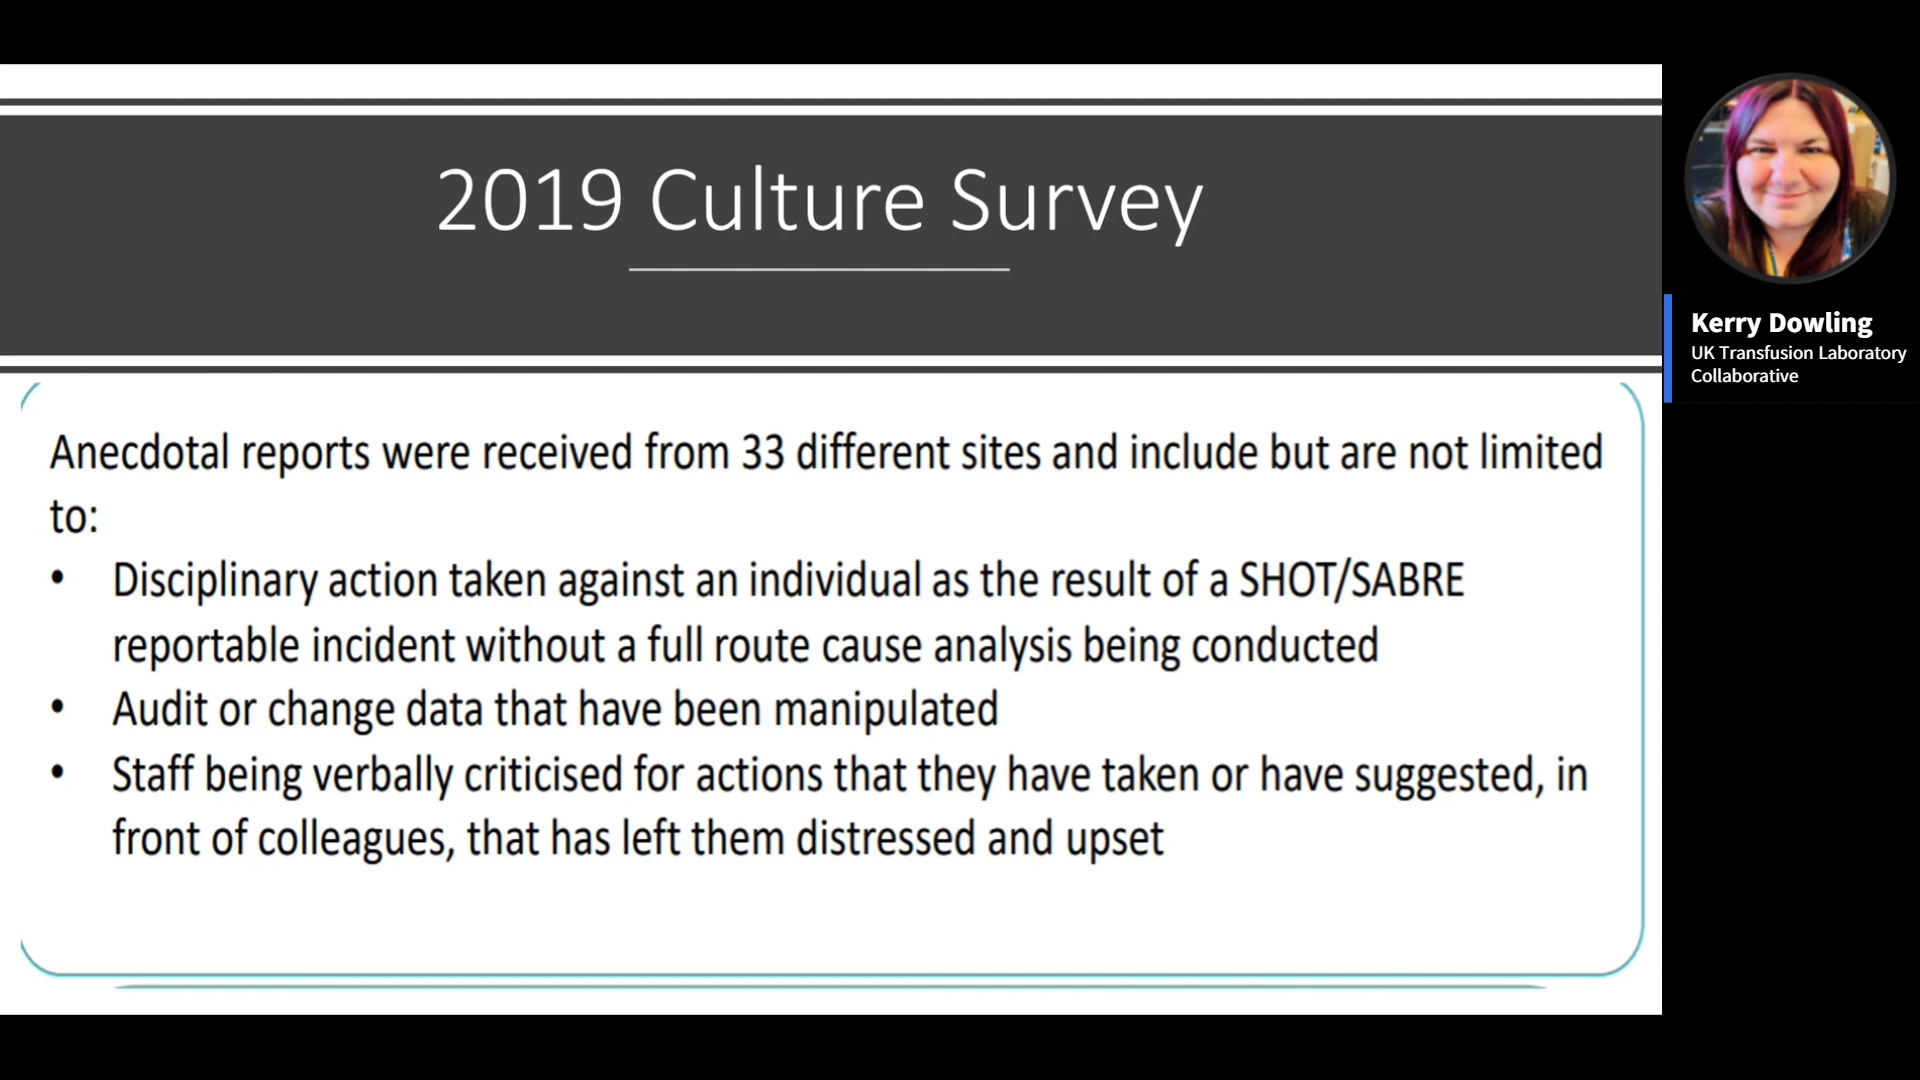 2019 Culture Survey
Anecdotal reports were received from 33 different sites and include but are not limited
to:
• Disciplinary action taken against an individual as the result of a SHOT/SABRE
reportable incident without a full route cause analysis being conducted
• Audit or change data that have been manipulated
• Staff being verbally criticised for actions that they have taken or have suggested, in
front of colleagues, that has left them distressed and upset
Kerry Dowling
UK Transfusion Laboratory
Collaborative